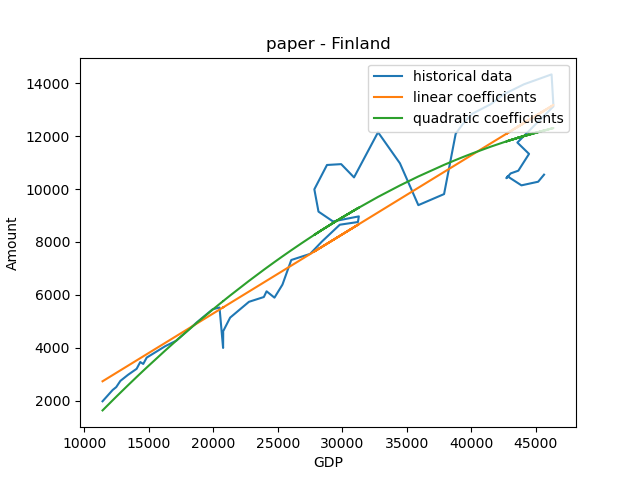 paper - Finland
historical data
linear coefficients
quadratic coefficients
14000
12000
10000
8000
6000
4000
2000
Amount
10000 15000 20000 25000 30000 35000 40000 45000
GDP